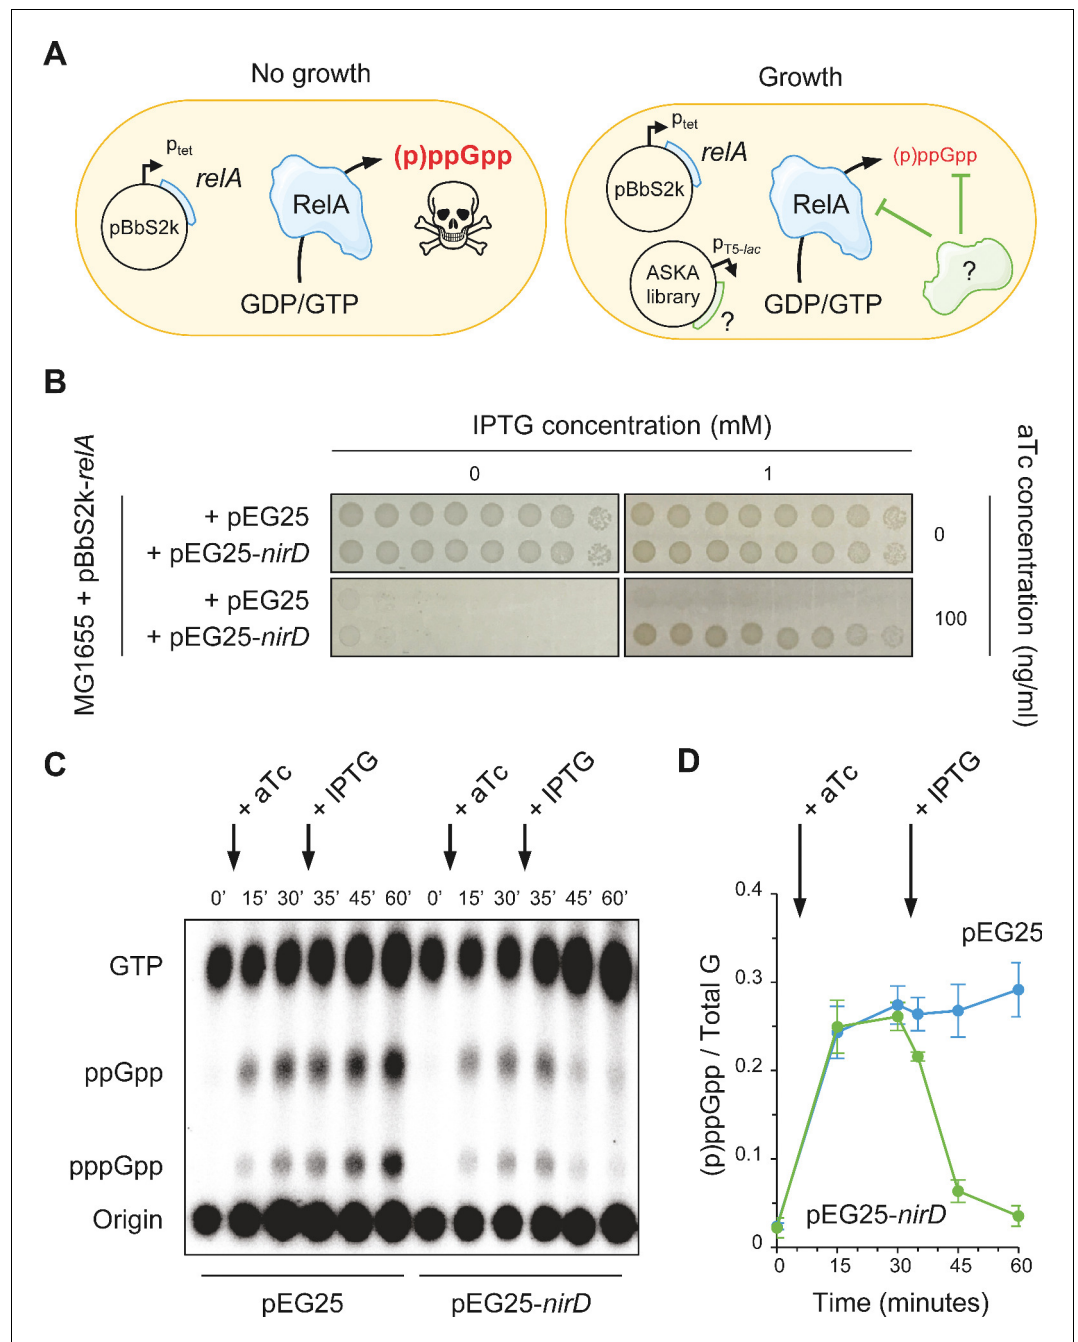 A
No growth
Growth
ptet
relA
pBbS2k
RelA
(p)ppGpp
GDP/GTP
ptet
relA
pBbS2k
RelA
(p)ppGpp
pT5-lac
ASKA
library
?
GDP/GTP
?
B
IPTG concentration (mM)
0
1
MG1655 + pBbS2k-relA
+ pEG25
+ pEG25-nirD
+ pEG25
+ pEG25-nirD
0
100
aTc concentration (ng/ml)
C
+ aTc
+ IPTG
+ aTc
+ IPTG
0’ 15’ 30’ 35’ 45’ 60’ 0’ 15’ 30’ 35’ 45’ 60’
GTP
ppGpp
pppGpp
Origin
pEG25
pEG25-nirD
D
+ aTc
+ IPTG
(p)ppGpp / Total G
0.4
0.3
0.2
0.1
0
pEG25
pEG25-nirD
0 15 30 45 60
Time (minutes)